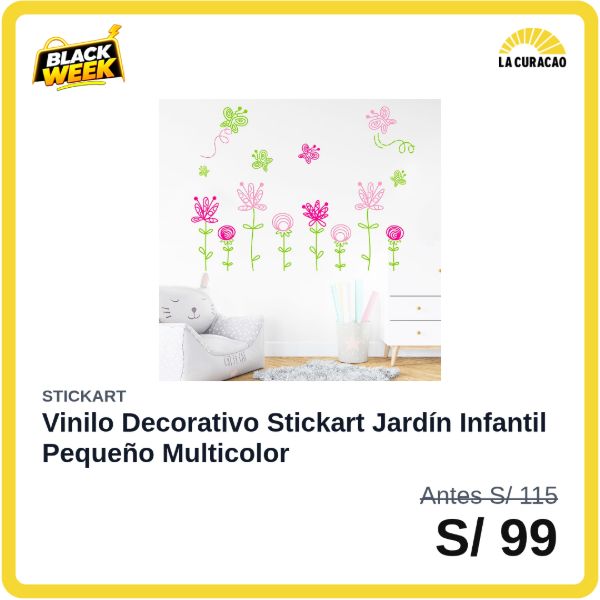 BLACK
WEEK
LA CURACAO
STICKART
Vinilo Decorativo Stickart Jardín Infantil
Pequeño Multicolor
Antes S/ 115
S/ 99